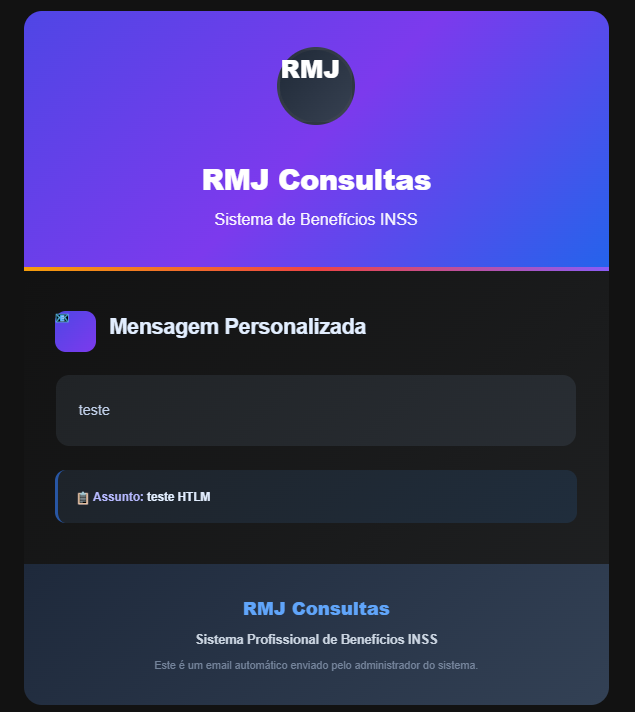 RMJ
RMJ Consultas
Sistema de Benefícios INSS
Mensagem Personalizada
teste
Assunto: teste HTLM
RMJ Consultas
Sistema Profissional de Benefícios INSS
Este é um email automático enviado pelo administrador do sistema.